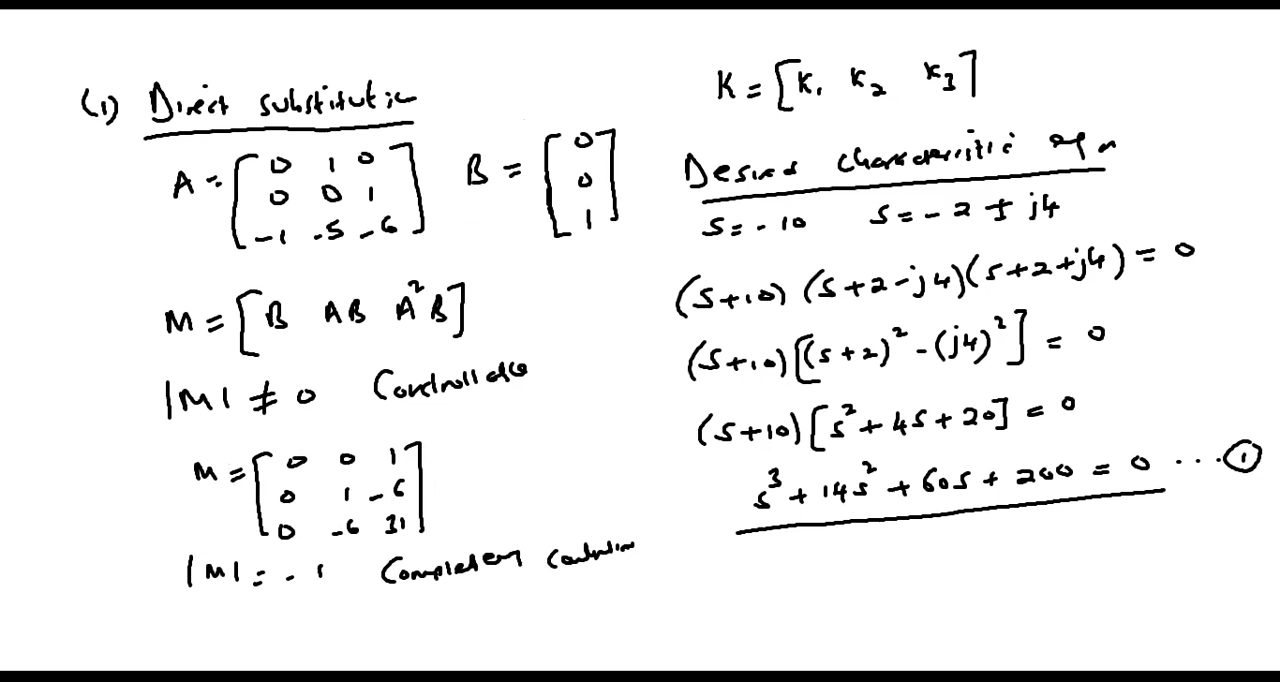 (1) Direct substitutic
A = [0 1 0
0 0 1
-1 -5 -6]
B = [0
0
1]
M = [B AB A²B]
|M| ≠ 0 Controllable
M = [0 0 1
0 1 -6
0 -6 31]
|M| = -1 Completely
K = [K₁ K₂ K₃]
Desired characteristic eqn
s = -10 s = -2 ± j4
(s+10) (s+2-j4)(s+2+j4) = 0
(s+10)[(s+2)² - (j4)²] = 0
(s+10)[s² + 4s + 20] = 0
s³ + 14s² + 60s + 200 = 0 ... ①